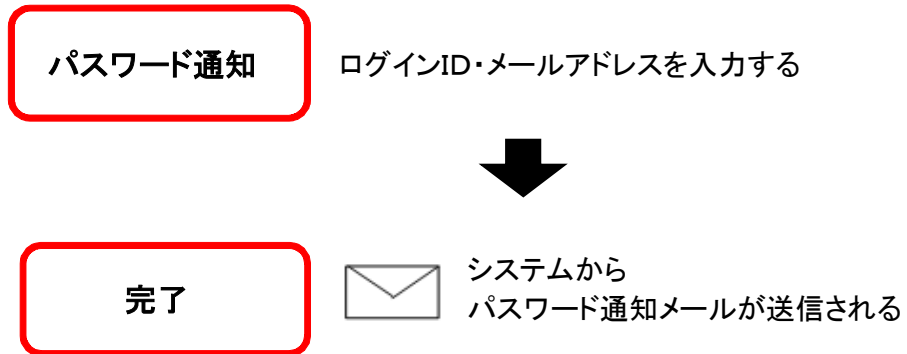 パスワード通知
ログインID・メールアドレスを入力する
完了
システムから
パスワード通知メールが送信される